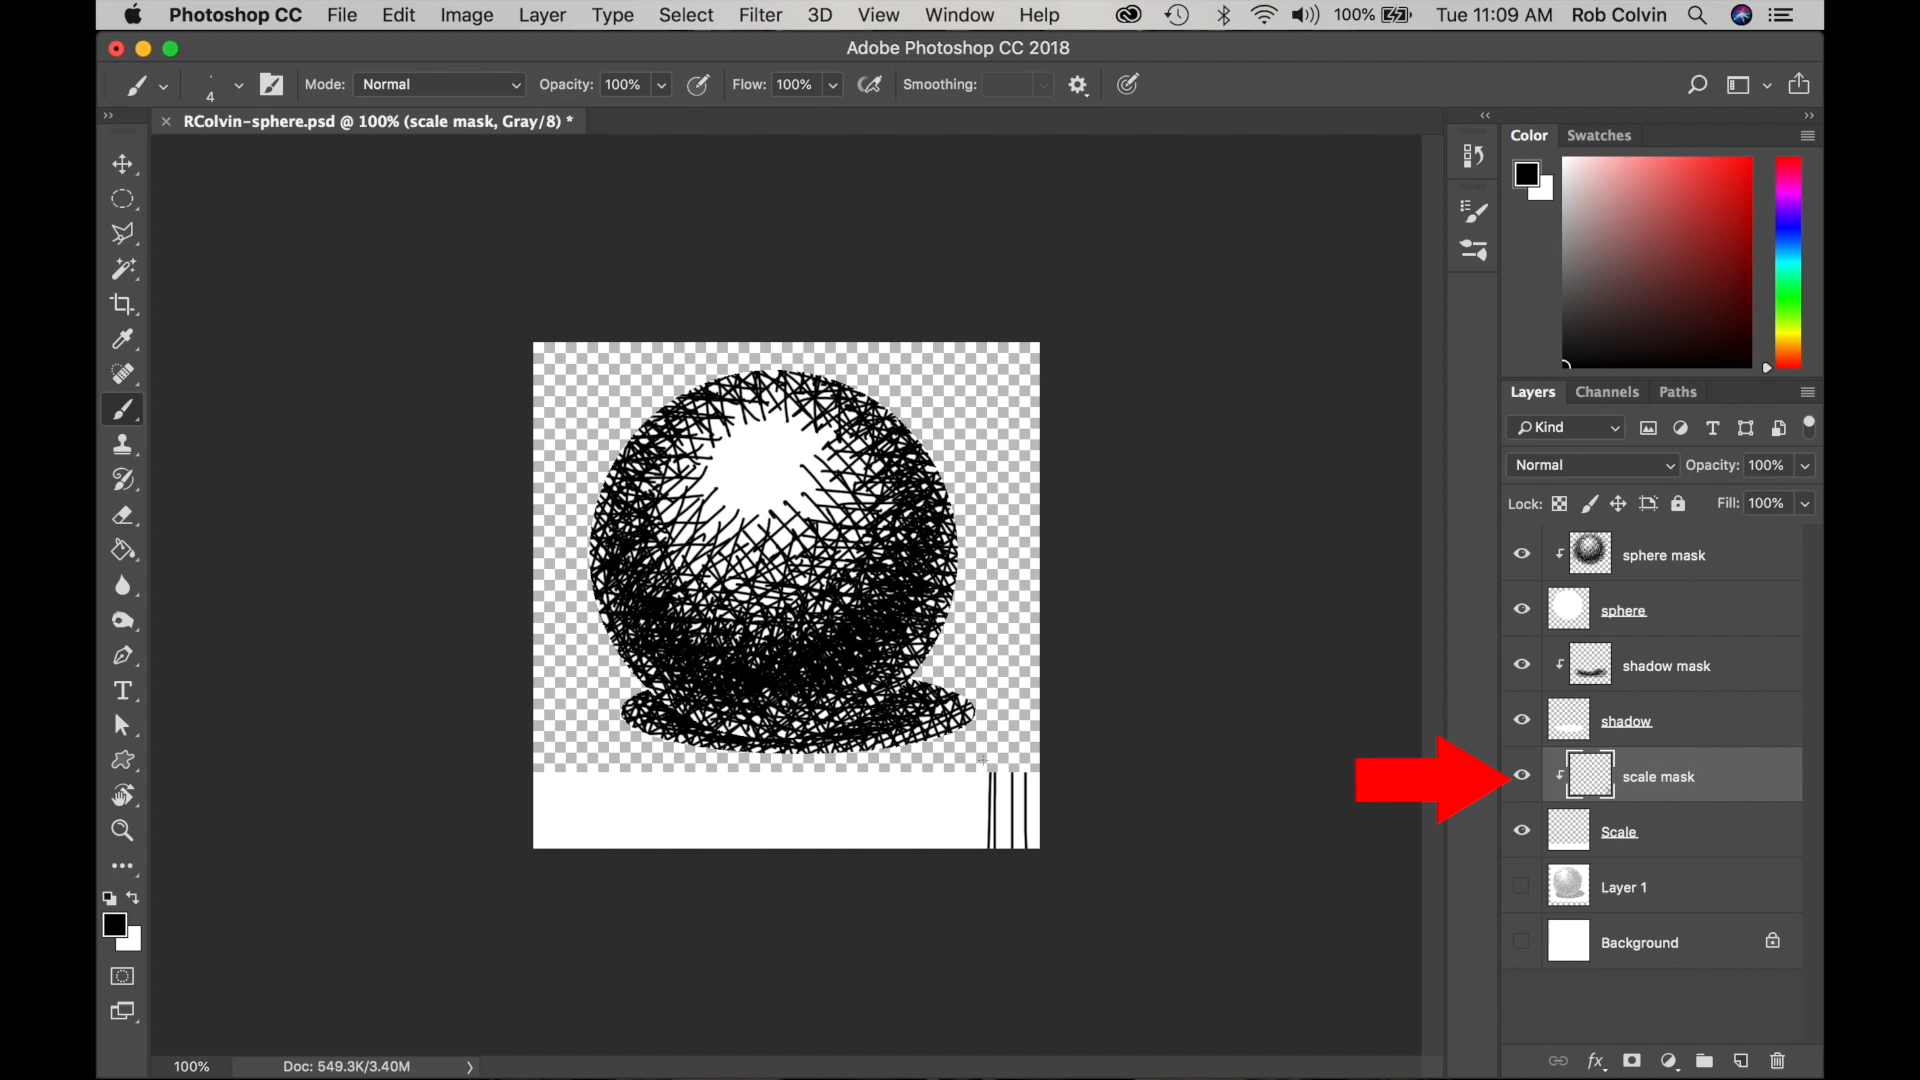 Photoshop CC File Edit Image Layer Type Select Filter 3D View Window Help 100% Tue 11:09 AM Rob Colvin
Adobe Photoshop CC 2018
4 Mode: Normal Opacity: 100% Flow: 100% Smoothing:
RColvin-sphere.psd @ 100% (scale mask, Gray/8) *
Color Swatches
Layers Channels Paths
Kind
Normal Opacity: 100%
Lock: Fill: 100%
sphere mask
sphere
shadow mask
shadow
scale mask
Scale
Layer 1
Background
100% Doc: 549.3K/3.40M